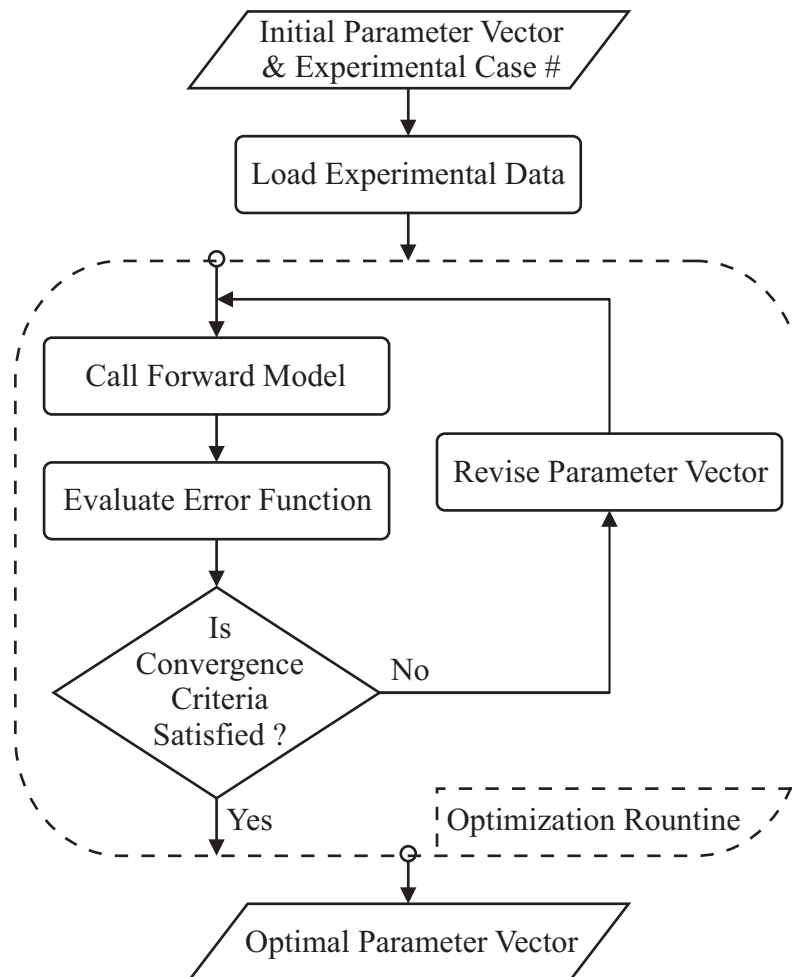 Initial Parameter Vector
& Experimental Case #
Load Experimental Data
Call Forward Model
Evaluate Error Function
Revise Parameter Vector
Is
Convergence
Criteria
Satisfied ?
No
Yes
Optimization Rountine
Optimal Parameter Vector